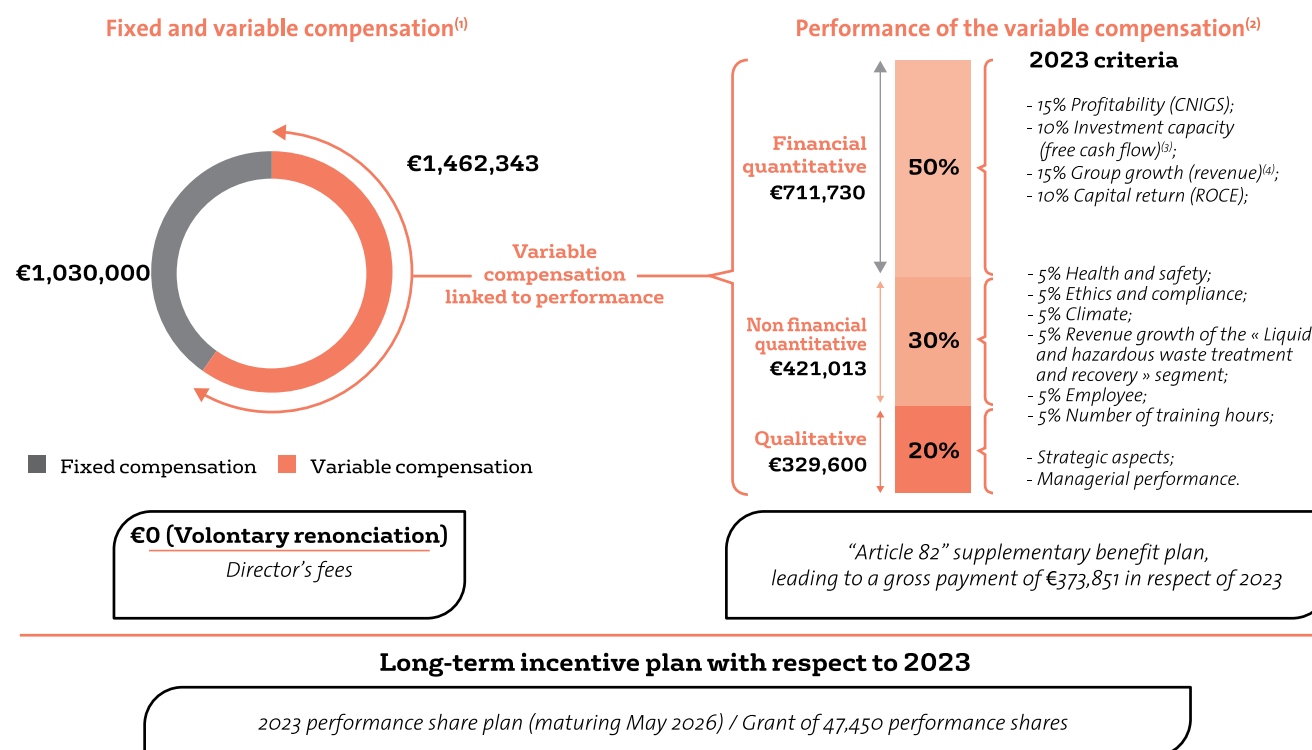 Fixed and variable compensation(1)
€1,462,343
€1,030,000
Variable
compensation
linked to performance
Fixed compensation
Variable compensation
Performance of the variable compensation(2)
Financial
quantitative
€711,730
50%
Non financial
quantitative
€421,013
30%
Qualitative
€329,600
20%
2023 criteria
- 15% Profitability (CNIGS);
- 10% Investment capacity
(free cash flow)(3);
- 15% Group growth (revenue)(4);
- 10% Capital return (ROCE);
- 5% Health and safety;
- 5% Ethics and compliance;
- 5% Climate;
- 5% Revenue growth of the « Liquid
and hazardous waste treatment
and recovery » segment;
- 5% Employee;
- 5% Number of training hours;
- Strategic aspects;
- Managerial performance.
€0 (Volontary renonciation)
Director's fees
“Article 82” supplementary benefit plan,
leading to a gross payment of €373,851 in respect of 2023
Long-term incentive plan with respect to 2023
2023 performance share plan (maturing May 2026) / Grant of 47,450 performance shares